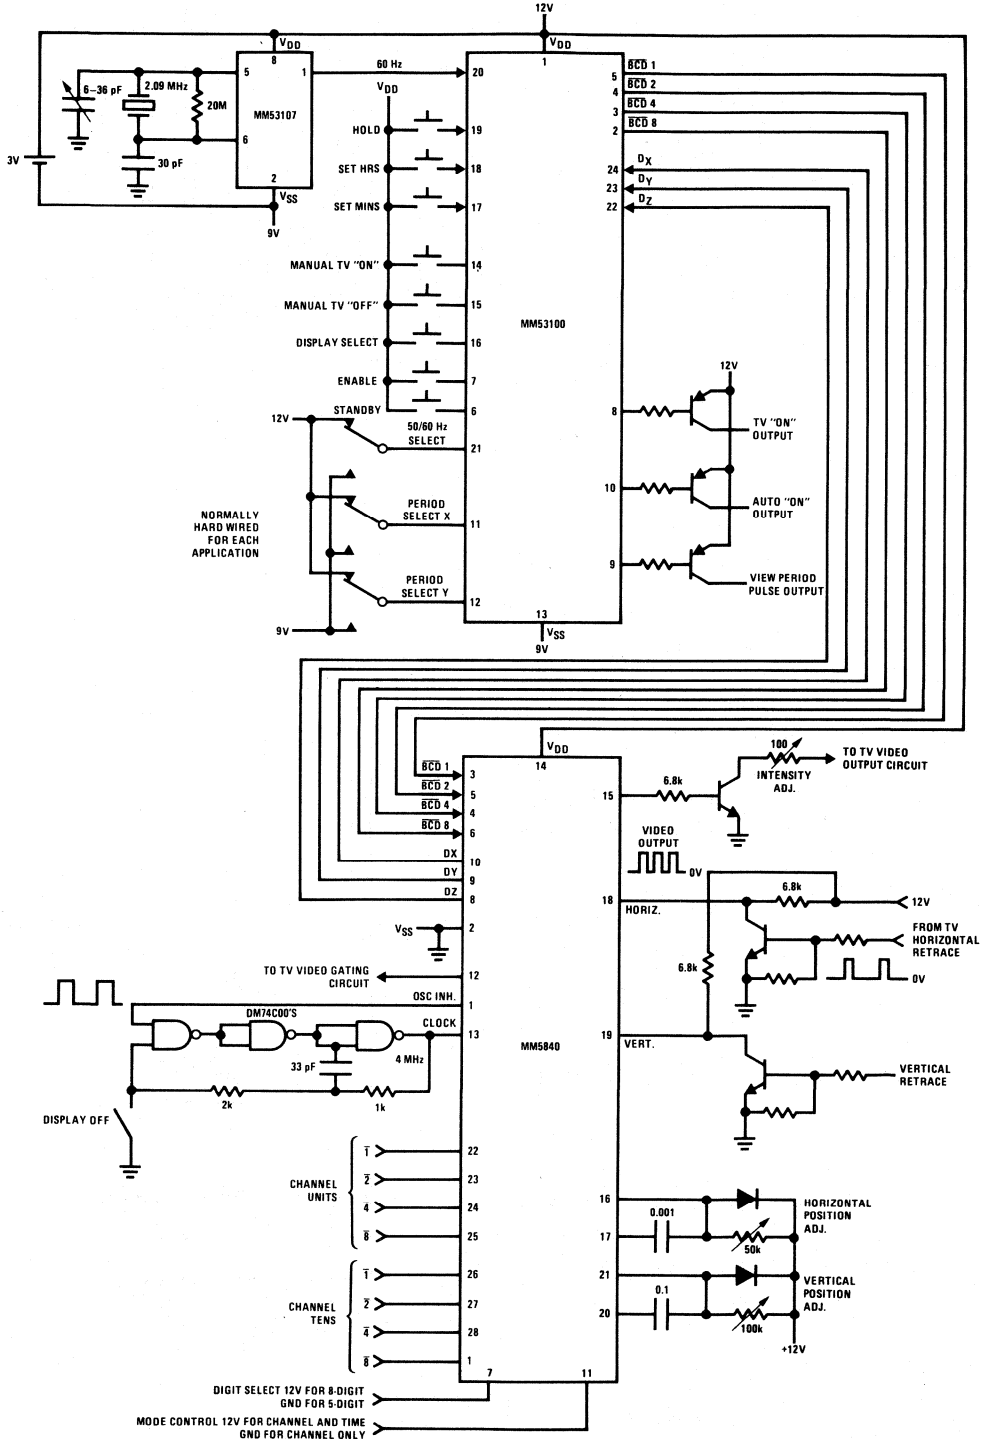 12V
VDD
8
VDD
1
5
1
60 Hz
20
VDD
6–36 pF
2.09 MHz
20M
MM53107
6
30 pF
3V
2
VSS
9V
HOLD
19
SET HRS
18
SET MINS
17
MANUAL TV "ON"
14
MANUAL TV "OFF"
15
DISPLAY SELECT
16
ENABLE
7
STANDBY
6
12V
50/60 Hz
SELECT
21
PERIOD
SELECT X
11
NORMALLY
HARD WIRED
FOR EACH
APPLICATION
PERIOD
SELECT Y
12
9V
MM53100
5
BCD 1
4
BCD 2
3
BCD 4
2
BCD 8
24
DX
23
DY
22
DZ
12V
8
TV "ON"
OUTPUT
10
AUTO "ON"
OUTPUT
9
VIEW PERIOD
PULSE OUTPUT
13
VSS
9V
VDD
14
BCD 1
3
BCD 2
5
BCD 4
4
BCD 8
6
DX
10
DY
9
DZ
8
VSS
2
TO TV VIDEO GATING
CIRCUIT
12
OSC INH.
1
DM74C00'S
CLOCK
13
4 MHz
33 pF
2k
1k
DISPLAY OFF
MM5840
CHANNEL
UNITS
1
22
2
23
4
24
8
25
CHANNEL
TENS
1
26
2
27
4
28
8
1
7
11
DIGIT SELECT 12V FOR 8-DIGIT
GND FOR 5-DIGIT
MODE CONTROL 12V FOR CHANNEL AND TIME
GND FOR CHANNEL ONLY
15
6.8k
100
INTENSITY
ADJ.
TO TV VIDEO
OUTPUT CIRCUIT
VIDEO
OUTPUT
0V
18
HORIZ.
6.8k
12V
FROM TV
HORIZONTAL
RETRACE
0V
6.8k
19
VERT.
VERTICAL
RETRACE
16
17
0.001
50k
HORIZONTAL
POSITION
ADJ.
21
20
0.1
100k
VERTICAL
POSITION
ADJ.
+12V